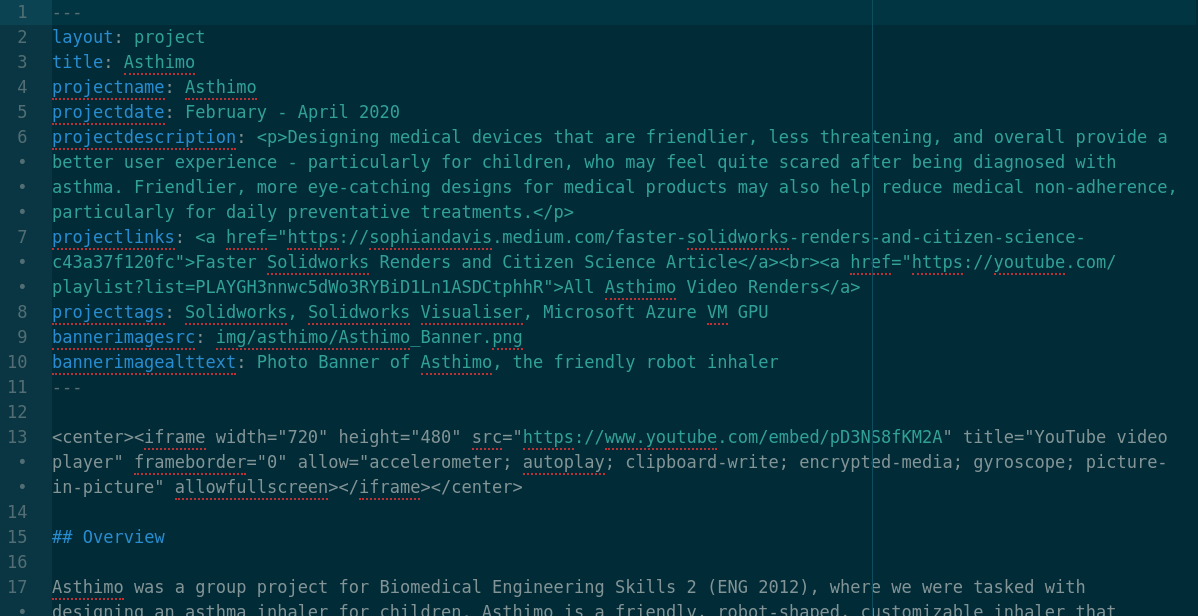 1 ---
2 layout: project
3 title: Asthimo
4 projectname: Asthimo
5 projectdate: February - April 2020
6 projectdescription: <p>Designing medical devices that are friendlier, less threatening, and overall provide a
• better user experience - particularly for children, who may feel quite scared after being diagnosed with
• asthma. Friendlier, more eye-catching designs for medical products may also help reduce medical non-adherence,
• particularly for daily preventative treatments.</p>
7 projectlinks: <a href="https://sophiandavis.medium.com/faster-solidworks-renders-and-citizen-science-
• c43a37f120fc">Faster Solidworks Renders and Citizen Science Article</a><br><a href="https://youtube.com/
• playlist?list=PLAYGH3nnwc5dWo3RYBiD1Ln1ASDCtphhR">All Asthimo Video Renders</a>
8 projecttags: Solidworks, Solidworks Visualiser, Microsoft Azure VM GPU
9 bannerimagesrc: img/asthimo/Asthimo_Banner.png
10 bannerimagealttext: Photo Banner of Asthimo, the friendly robot inhaler
11 ---
12
13 <center><iframe width="720" height="480" src="https://www.youtube.com/embed/pD3NS8fKM2A" title="YouTube video
• player" frameborder="0" allow="accelerometer; autoplay; clipboard-write; encrypted-media; gyroscope; picture-
• in-picture" allowfullscreen></iframe></center>
14
15 ## Overview
16
17 Asthimo was a group project for Biomedical Engineering Skills 2 (ENG 2012), where we were tasked with
• designing an asthma inhaler for children. Asthimo is a friendly, robot-shaped, customizable inhaler that